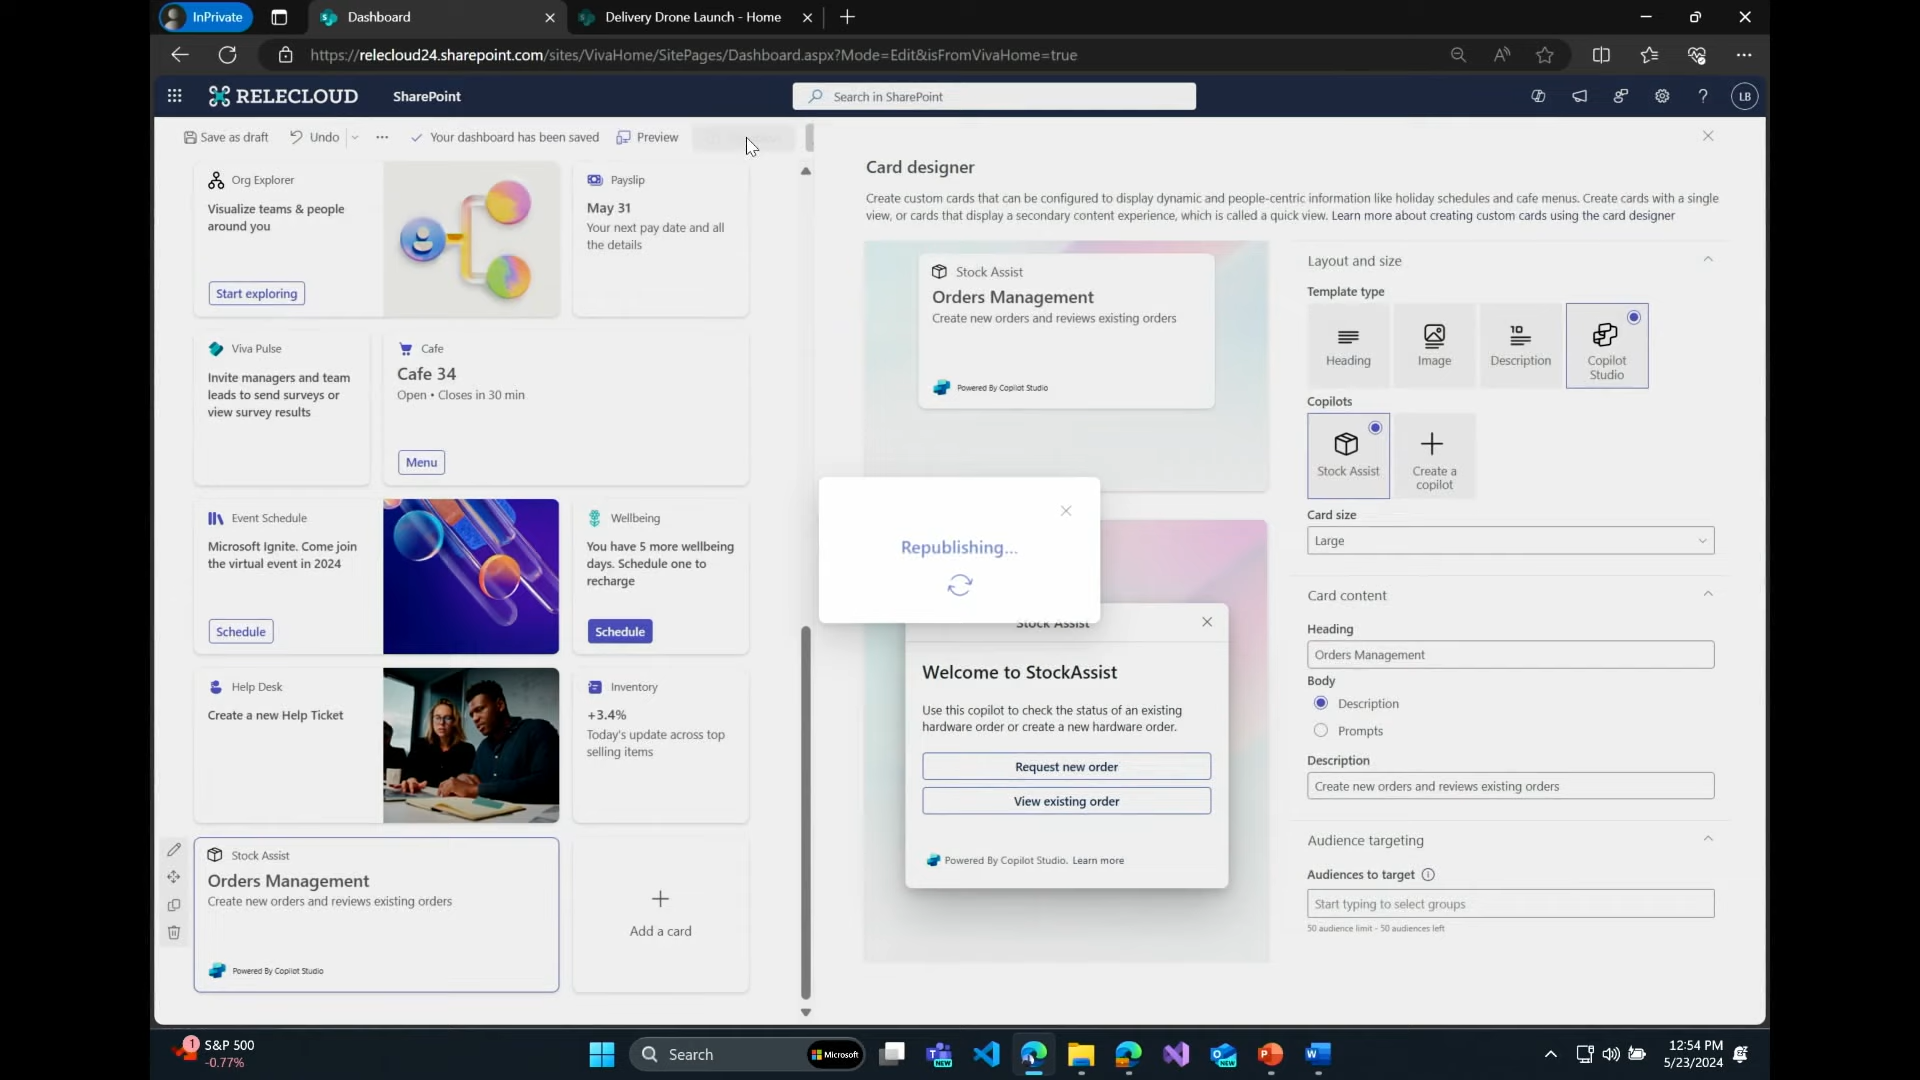 InPrivate
Dashboard
Delivery Drone Launch - Home
https://relecloud24.sharepoint.com/sites/VivaHome/SitePages/Dashboard.aspx?Mode=Edit&isFromVivaHome=true
RELECLOUD
SharePoint
Search in SharePoint
LB
Save as draft
Undo
Your dashboard has been saved
Preview
Org Explorer
Visualize teams & people
around you
Start exploring
Payslip
May 31
Your next pay date and all
the details
Viva Pulse
Invite managers and team
leads to send surveys or
view survey results
Cafe
Cafe 34
Open • Closes in 30 min
Menu
Event Schedule
Microsoft Ignite. Come join
the virtual event in 2024
Schedule
Wellbeing
You have 5 more wellbeing
days. Schedule one to
recharge
Schedule
Help Desk
Create a new Help Ticket
Inventory
+3.4%
Today's update across top
selling items
Stock Assist
Orders Management
Create new orders and reviews existing orders
Powered By Copilot Studio
Add a card
Card designer
Create custom cards that can be configured to display dynamic and people-centric information like holiday schedules and cafe menus. Create cards with a single
view, or cards that display a secondary content experience, which is called a quick view. Learn more about creating custom cards using the card designer
Stock Assist
Orders Management
Create new orders and reviews existing orders
Powered By Copilot Studio
Republishing...
Stock Assist
Welcome to StockAssist
Use this copilot to check the status of an existing
hardware order or create a new hardware order.
Request new order
View existing order
Powered By Copilot Studio. Learn more
Layout and size
Template type
Heading
Image
10
Description
Copilot
Studio
Copilots
Stock Assist
Create a
copilot
Card size
Large
Card content
Heading
Orders Management
Body
Description
Prompts
Description
Create new orders and reviews existing orders
Audience targeting
Audiences to target
Start typing to select groups
50 audience limit - 50 audiences left
1
S&P 500
-0.77%
Search
Microsoft
NEW
NEW
12:54 PM
5/23/2024